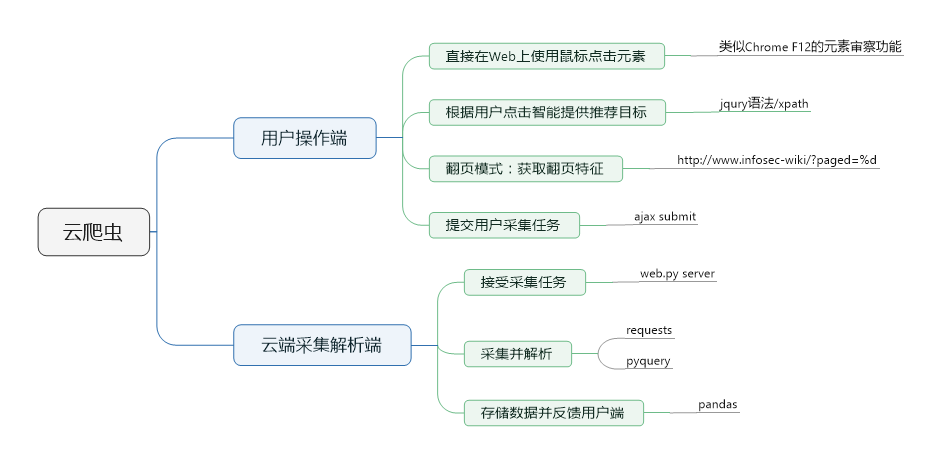 云爬虫
用户操作端
直接在Web上使用鼠标点击元素
类似Chrome F12的元素审察功能
根据用户点击智能提供推荐目标
jqury语法/xpath
翻页模式：获取翻页特征
http://www.infosec-wiki/?paged=%d
提交用户采集任务
ajax submit
云端采集解析端
接受采集任务
web.py server
采集并解析
requests
pyquery
存储数据并反馈用户端
pandas